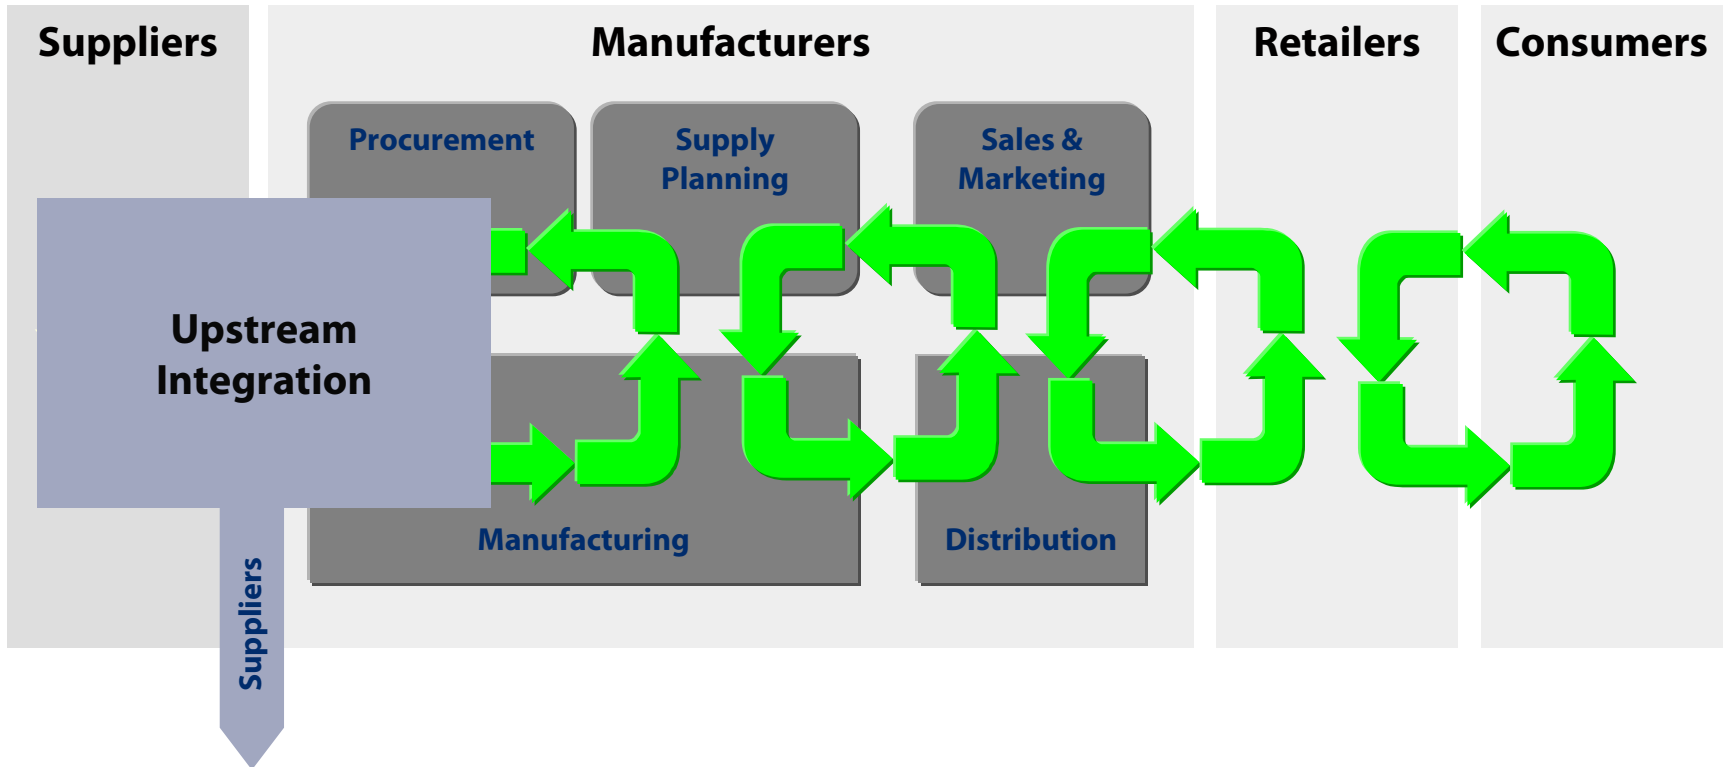 Suppliers
Manufacturers
Retailers
Consumers
Procurement
Supply
Planning
Sales &
Marketing
Upstream
Integration
Manufacturing
Distribution
Suppliers